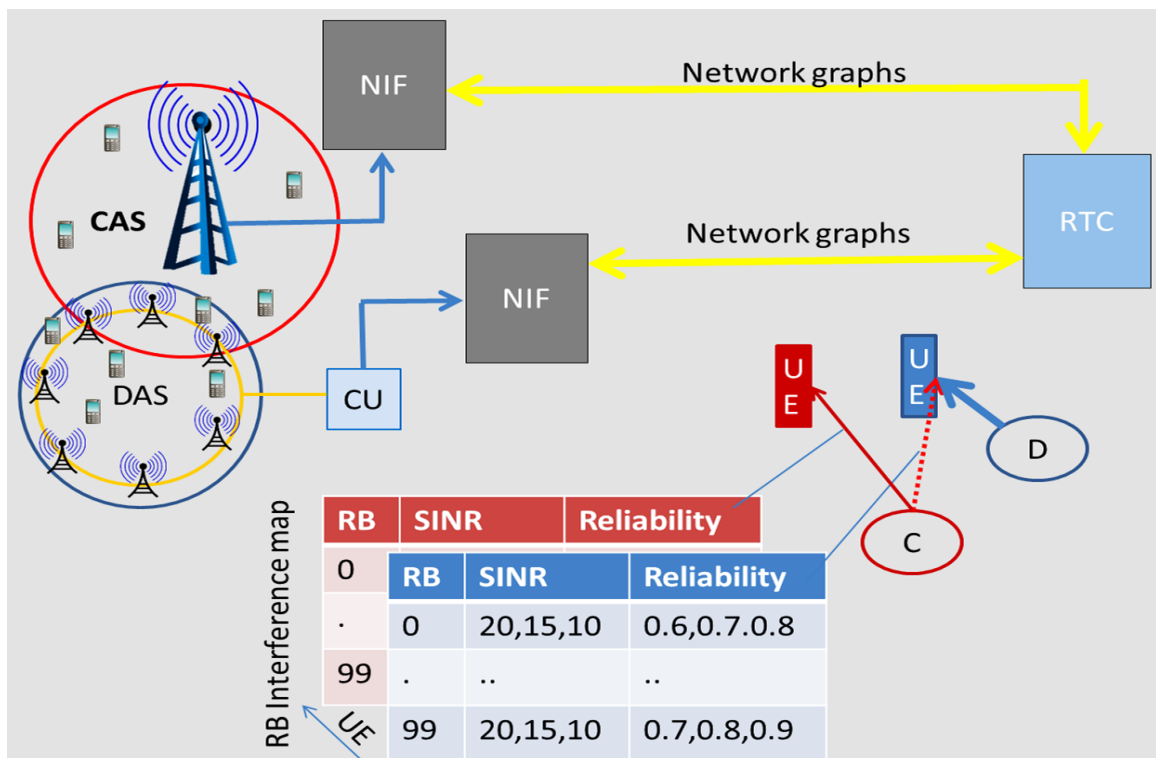 NIF
Network graphs
CAS
RTC
Network graphs
NIF
DAS
CU
U
E
U
E
D
C
RB Interference map
RB SINR Reliability
0
.
99
UE
RB SINR Reliability
0 20,15,10 0.6,0.7.0.8
. .. ..
99 20,15,10 0.7,0.8,0.9